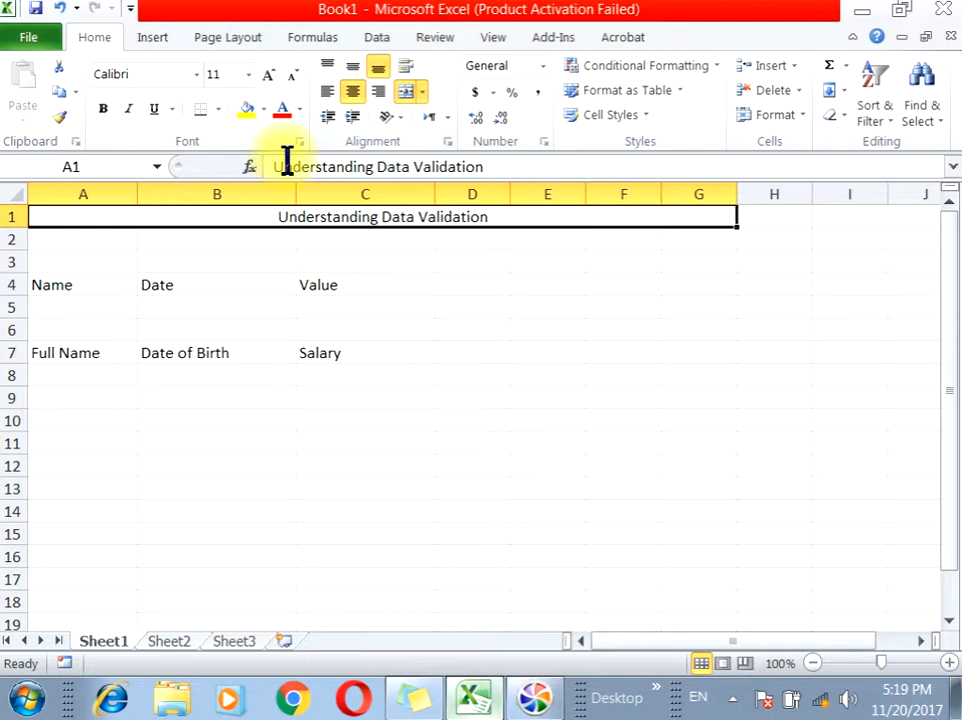 Book1 - Microsoft Excel (Product Activation Failed)
File Home Insert Page Layout Formulas Data Review View Add-Ins Acrobat
Paste
Calibri 11
B I U A
General
$ % ,
Conditional Formatting
Format as Table
Cell Styles
Insert
Delete
Format
Σ
Sort & Filter
Find & Select
Clipboard Font Alignment Number Styles Cells Editing
A1 fx Understanding Data Validation
A B C D E F G H I J
1 Understanding Data Validation
2
3
4 Name Date Value
5
6
7 Full Name Date of Birth Salary
8
9
10
11
12
13
14
15
16
17
18
19
Sheet1 Sheet2 Sheet3
Ready 100%
Desktop » EN 5:19 PM
11/20/2017